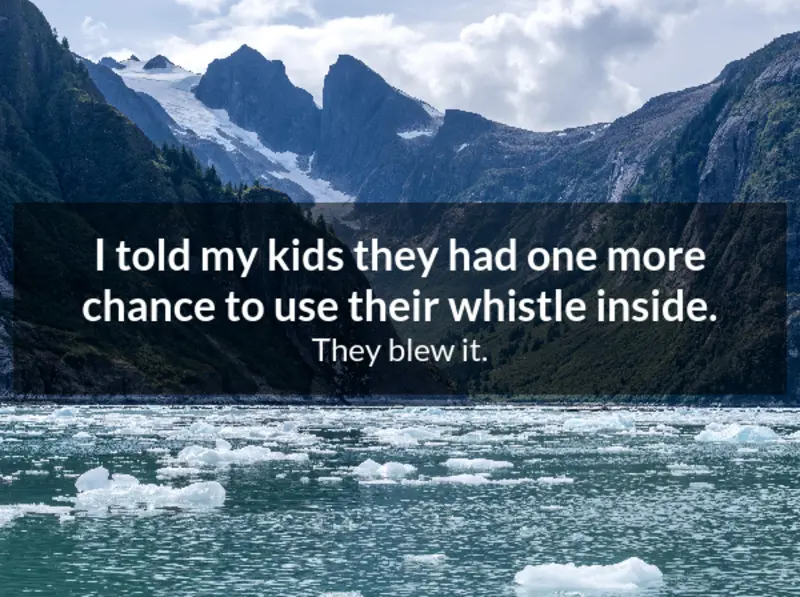 I told my kids they had one more
chance to use their whistle inside.
They blew it.